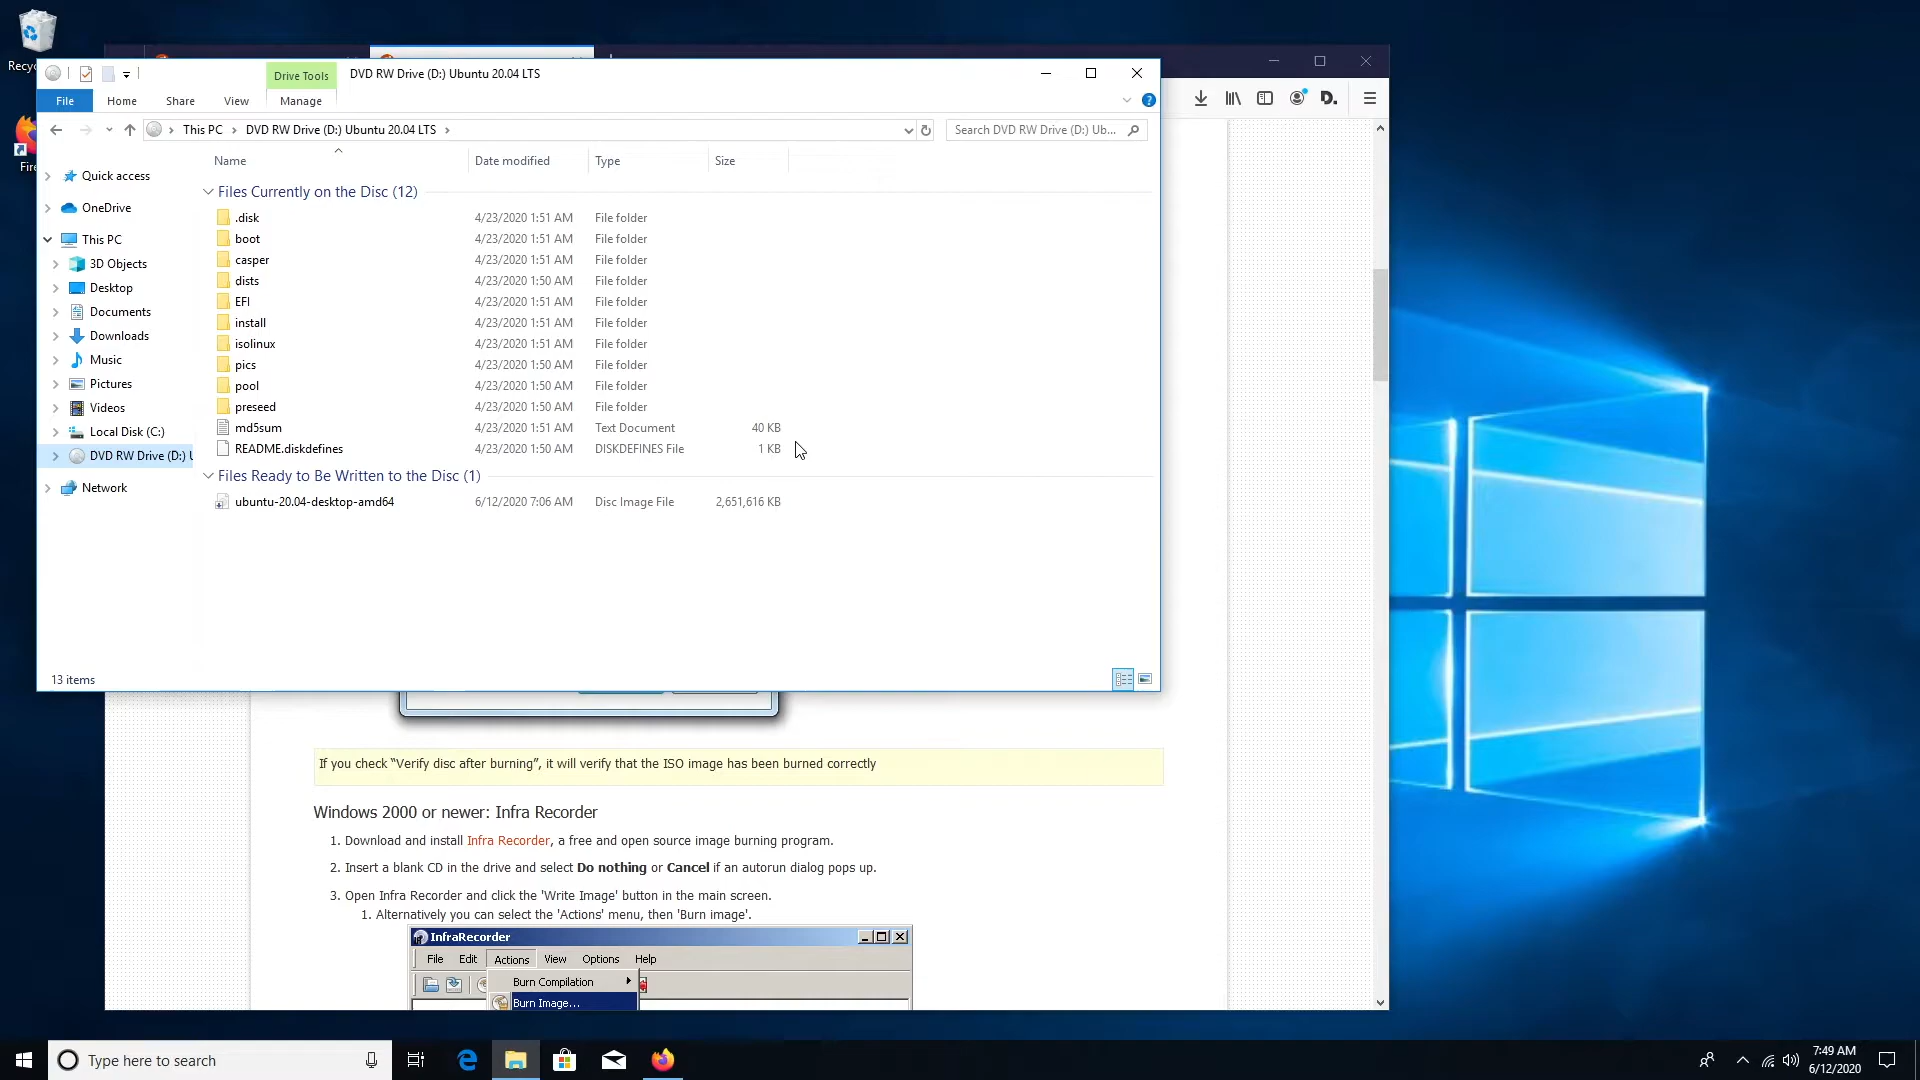 Recyc
Fire
Drive Tools
DVD RW Drive (D:) Ubuntu 20.04 LTS
File
Home
Share
View
Manage
This PC
DVD RW Drive (D:) Ubuntu 20.04 LTS
Search DVD RW Drive (D:) Ub...
Name
Date modified
Type
Size
Quick access
OneDrive
This PC
3D Objects
Desktop
Documents
Downloads
Music
Pictures
Videos
Local Disk (C:)
DVD RW Drive (D:) U
Network
Files Currently on the Disc (12)
.disk 4/23/2020 1:51 AM File folder
boot 4/23/2020 1:51 AM File folder
casper 4/23/2020 1:51 AM File folder
dists 4/23/2020 1:50 AM File folder
EFI 4/23/2020 1:51 AM File folder
install 4/23/2020 1:51 AM File folder
isolinux 4/23/2020 1:51 AM File folder
pics 4/23/2020 1:50 AM File folder
pool 4/23/2020 1:50 AM File folder
preseed 4/23/2020 1:50 AM File folder
md5sum 4/23/2020 1:51 AM Text Document 40 KB
README.diskdefines 4/23/2020 1:50 AM DISKDEFINES File 1 KB
Files Ready to Be Written to the Disc (1)
ubuntu-20.04-desktop-amd64 6/12/2020 7:06 AM Disc Image File 2,651,616 KB
13 items
D.
If you check “Verify disc after burning”, it will verify that the ISO image has been burned correctly
Windows 2000 or newer: Infra Recorder
1. Download and install Infra Recorder, a free and open source image burning program.
2. Insert a blank CD in the drive and select Do nothing or Cancel if an autorun dialog pops up.
3. Open Infra Recorder and click the 'Write Image' button in the main screen.
1. Alternatively you can select the 'Actions' menu, then 'Burn image'.
InfraRecorder
File Edit Actions View Options Help
Burn Compilation
Burn Image...
Type here to search
7:49 AM
6/12/2020